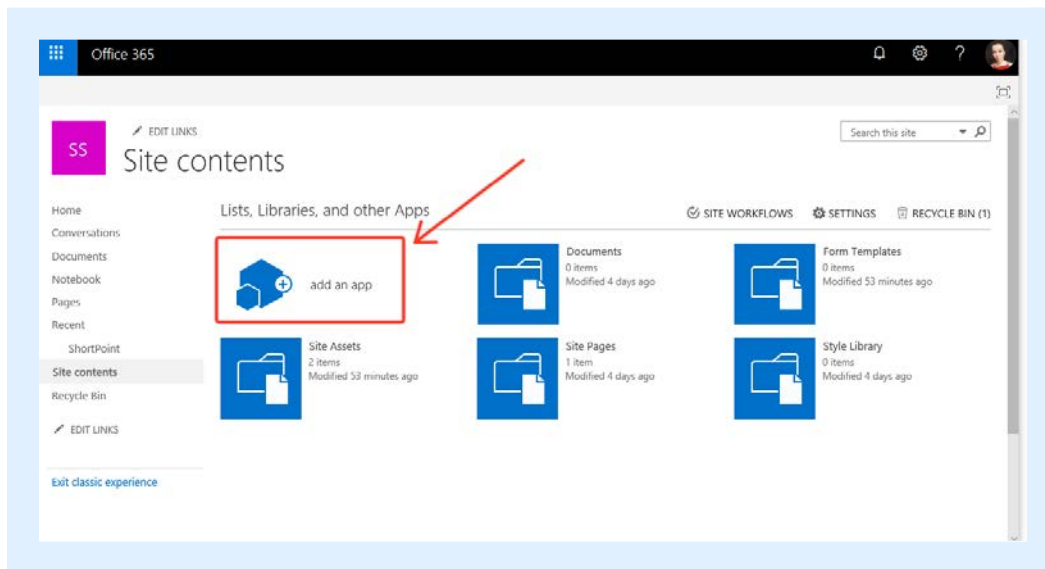 Office 365
?
EDIT LINKS
SS
Site contents
Search this site
Home
Conversations
Documents
Notebook
Pages
Recent
ShortPoint
Site contents
Recycle Bin
EDIT LINKS
Exit classic experience
Lists, Libraries, and other Apps
SITE WORKFLOWS SETTINGS RECYCLE BIN (1)
add an app
Documents
0 items
Modified 4 days ago
Form Templates
0 items
Modified 53 minutes ago
Site Assets
2 items
Modified 53 minutes ago
Site Pages
1 item
Modified 4 days ago
Style Library
0 items
Modified 4 days ago